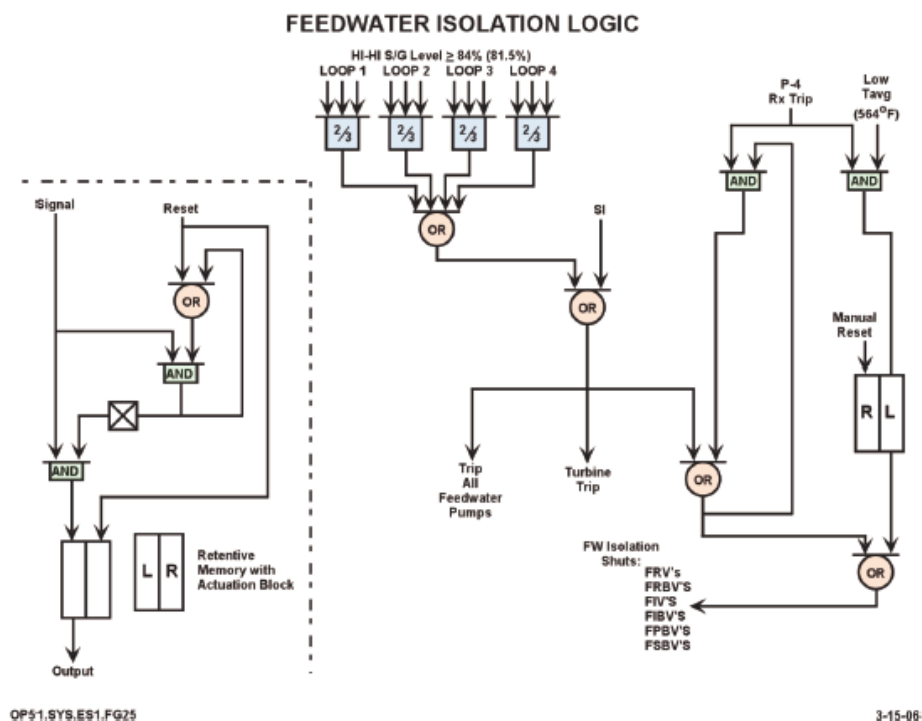 FEEDWATER ISOLATION LOGIC
HI-HI S/G Level ≥ 84% (81.5%)
LOOP 1 LOOP 2 LOOP 3 LOOP 4
2/3 2/3 2/3 2/3
P-4
Rx Trip
Low
Tavg
(564°F)
AND AND
OR
SI
OR
Signal
Reset
OR
AND
AND
L R
Retentive
Memory with
Actuation Block
Output
Manual
Reset
R L
Trip
All
Feedwater
Pumps
Turbine
Trip
OR
FW Isolation
Shuts:
FRV's
FRBV'S
FIV'S
FIBV'S
FPBV'S
FSBV'S
OR
OP51.SYS.ES1.FG25
3-15-06